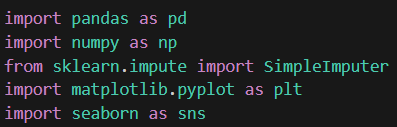 import pandas as pd
import numpy as np
from sklearn.impute import SimpleImputer
import matplotlib.pyplot as plt
import seaborn as sns